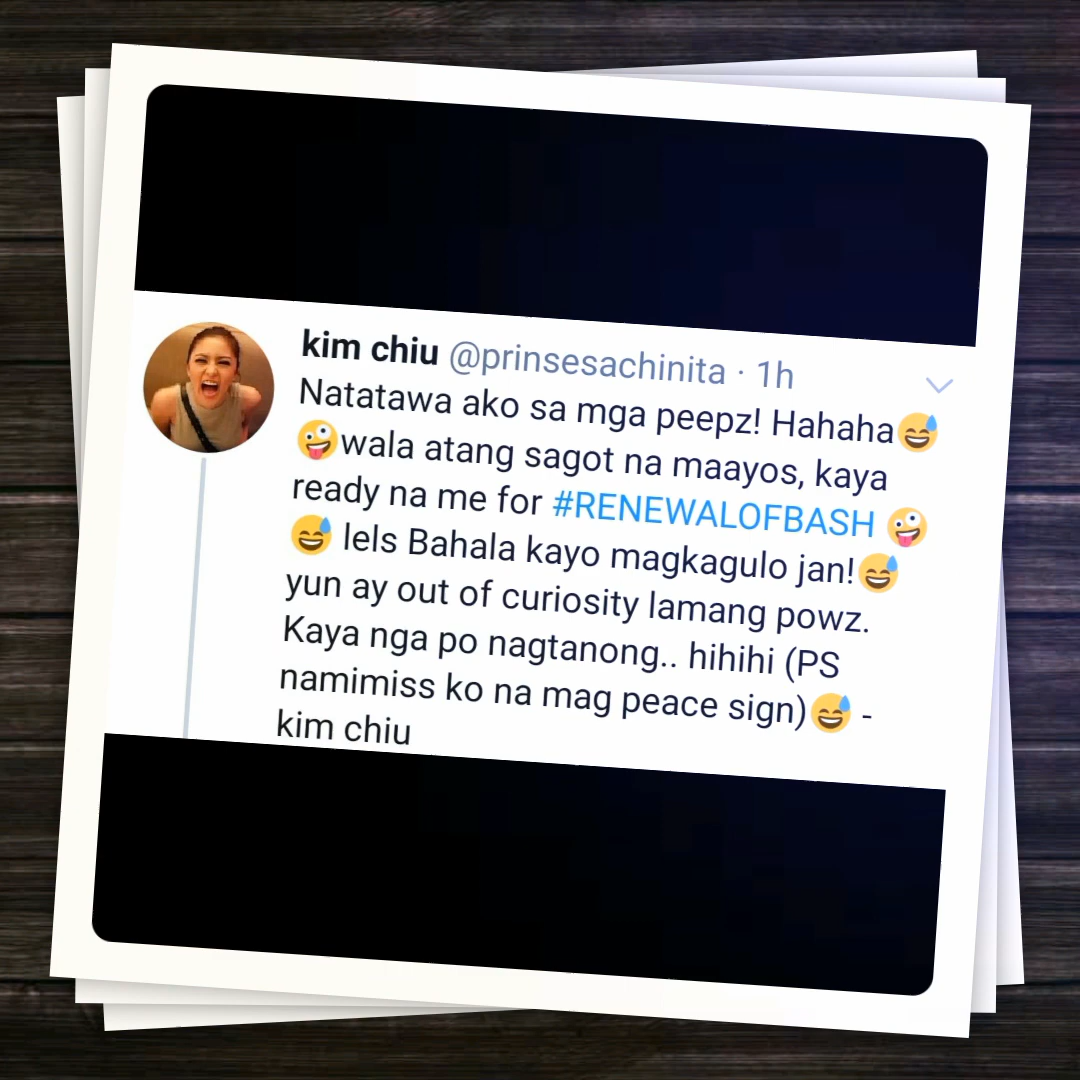 kim chiu @prinsesachinita · 1h
Natatawa ako sa mga peepz! Hahaha😅
🤪wala atang sagot na maayos, kaya
ready na me for #RENEWALOFBASH 🤪
😅 lels Bahala kayo magkagulo jan!😅
yun ay out of curiosity lamang powz.
Kaya nga po nagtanong.. hihihi (PS
namimiss ko na mag peace sign)😅 -
kim chiu